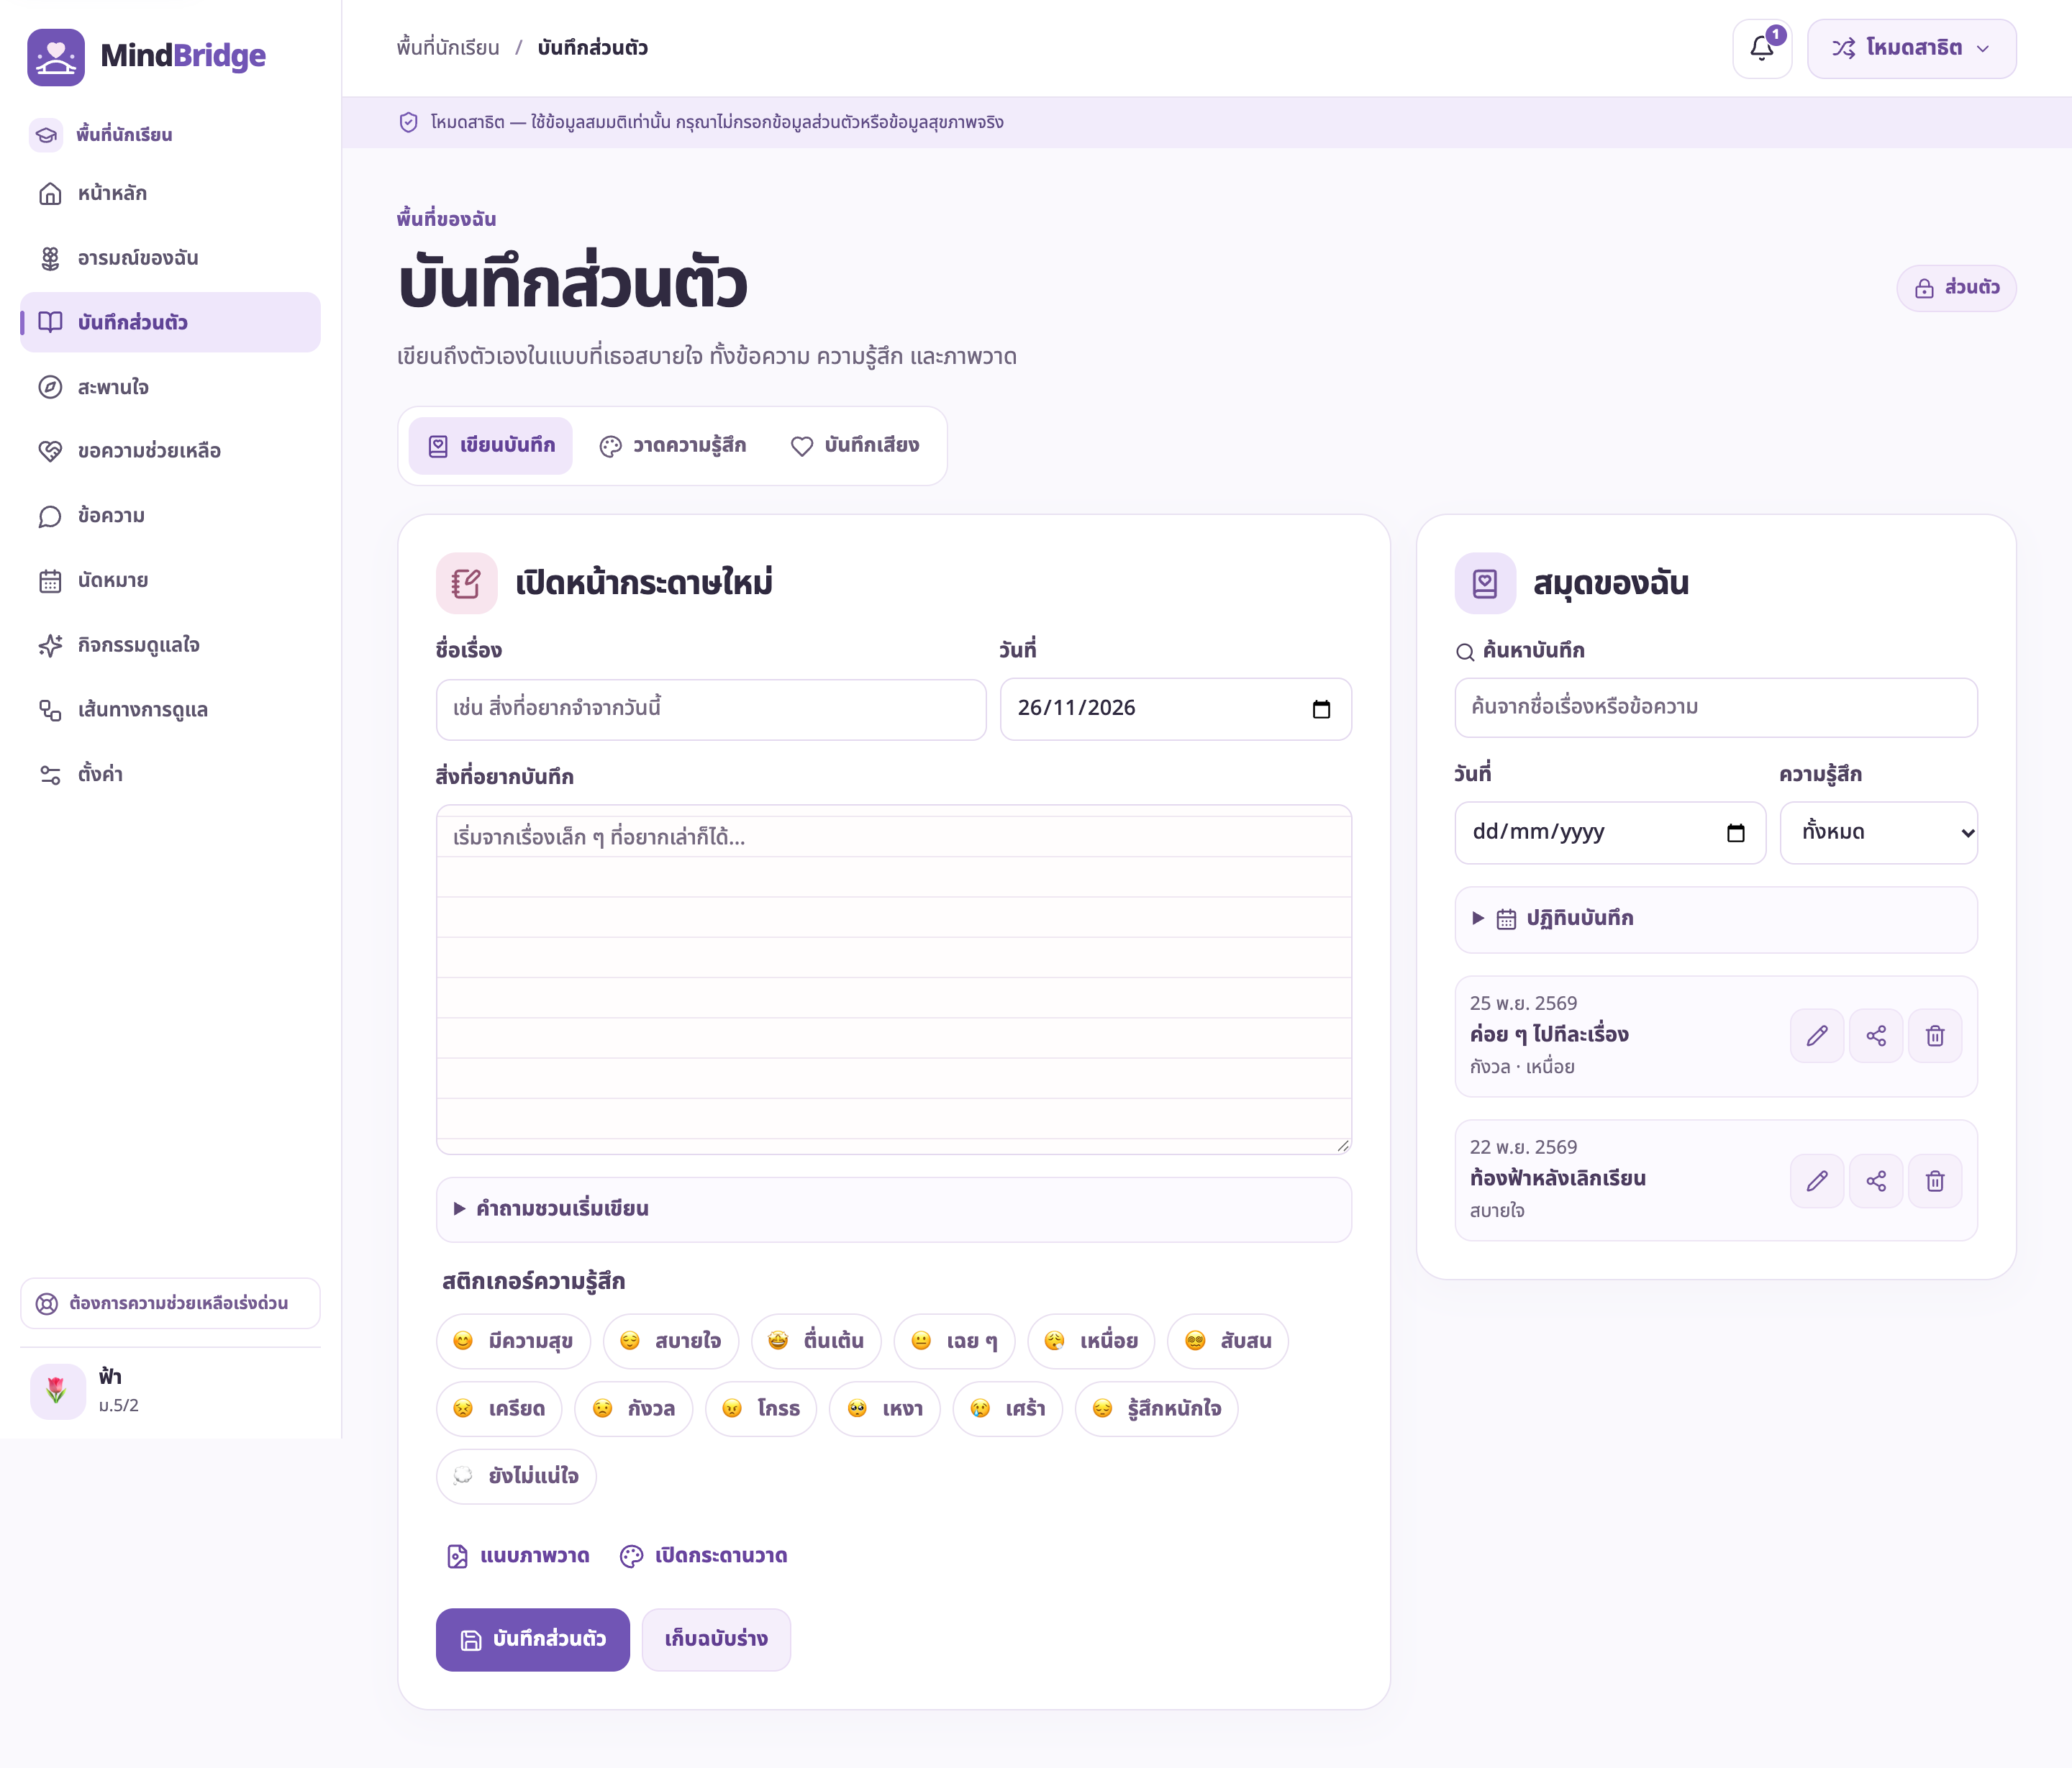 MindBridge
พื้นที่นักเรียน
หน้าหลัก
อารมณ์ของฉัน
บันทึกส่วนตัว
สะพานใจ
ขอความช่วยเหลือ
ข้อความ
นัดหมาย
กิจกรรมดูแลใจ
เส้นทางการดูแล
ตั้งค่า
ต้องการความช่วยเหลือเร่งด่วน
ฟ้า
ม.5/2
พื้นที่นักเรียน / บันทึกส่วนตัว
1
โหมดสาธิต
โหมดสาธิต — ใช้ข้อมูลสมมติเท่านั้น กรุณาไม่กรอกข้อมูลส่วนตัวหรือข้อมูลสุขภาพจริง
พื้นที่ของฉัน
บันทึกส่วนตัว
ส่วนตัว
เขียนถึงตัวเองในแบบที่เธอสบายใจ ทั้งข้อความ ความรู้สึก และภาพวาด
เขียนบันทึก วาดความรู้สึก บันทึกเสียง
เปิดหน้ากระดาษใหม่
ชื่อเรื่อง วันที่
เช่น สิ่งที่อยากจำจากวันนี้ 26/11/2026
สิ่งที่อยากบันทึก
เริ่มจากเรื่องเล็ก ๆ ที่อยากเล่าก็ได้...
คำถามชวนเริ่มเขียน
สติกเกอร์ความรู้สึก
😊 มีความสุข 😌 สบายใจ 🤩 ตื่นเต้น 😐 เฉย ๆ 😮‍💨 เหนื่อย 😵‍💫 สับสน
😣 เครียด 😟 กังวล 😠 โกรธ 🥺 เหงา 😢 เศร้า 😔 รู้สึกหนักใจ
💭 ยังไม่แน่ใจ
แนบภาพวาด เปิดกระดานวาด
บันทึกส่วนตัว เก็บฉบับร่าง
สมุดของฉัน
ค้นหาบันทึก
ค้นจากชื่อเรื่องหรือข้อความ
วันที่ ความรู้สึก
dd/mm/yyyy ทั้งหมด
ปฏิทินบันทึก
25 พ.ย. 2569
ค่อย ๆ ไปทีละเรื่อง
กังวล · เหนื่อย
22 พ.ย. 2569
ท้องฟ้าหลังเลิกเรียน
สบายใจ